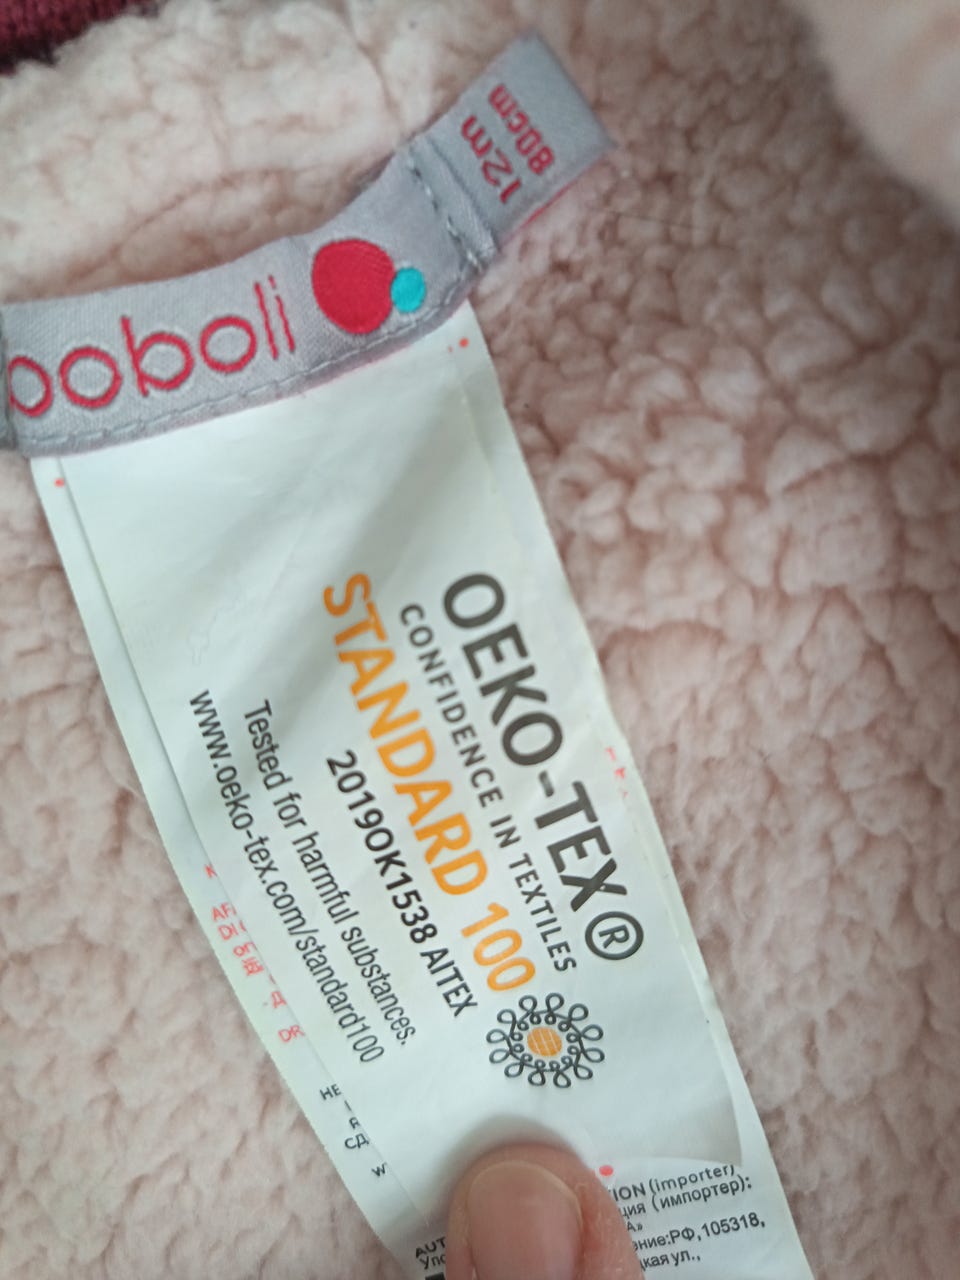 12m
80cm
boboli
OEKO-TEX®
CONFIDENCE IN TEXTILES
STANDARD 100
2019OK1538 AITEX
Tested for harmful substances.
www.oeko-tex.com/standard100
(importer)
(импортер):
РФ,105318,
ул.,